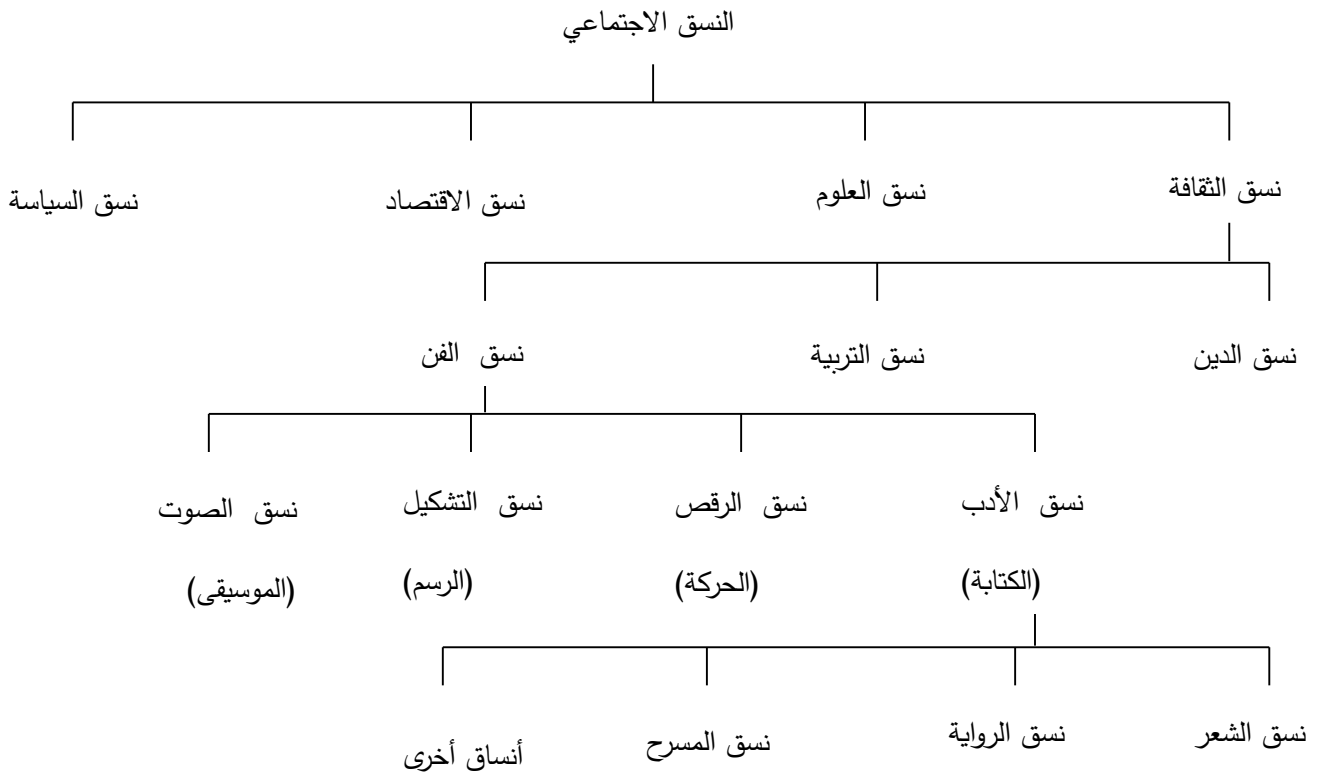 النسق الاجتماعي
نسق الثقافة نسق العلوم نسق الاقتصاد نسق السياسة
نسق الدين نسق التربية نسق الفن
نسق الأدب نسق الرقص نسق التشكيل نسق الصوت
(الكتابة) (الحركة) (الرسم) (الموسيقى)
نسق الشعر نسق الرواية نسق المسرح أنساق أخرى